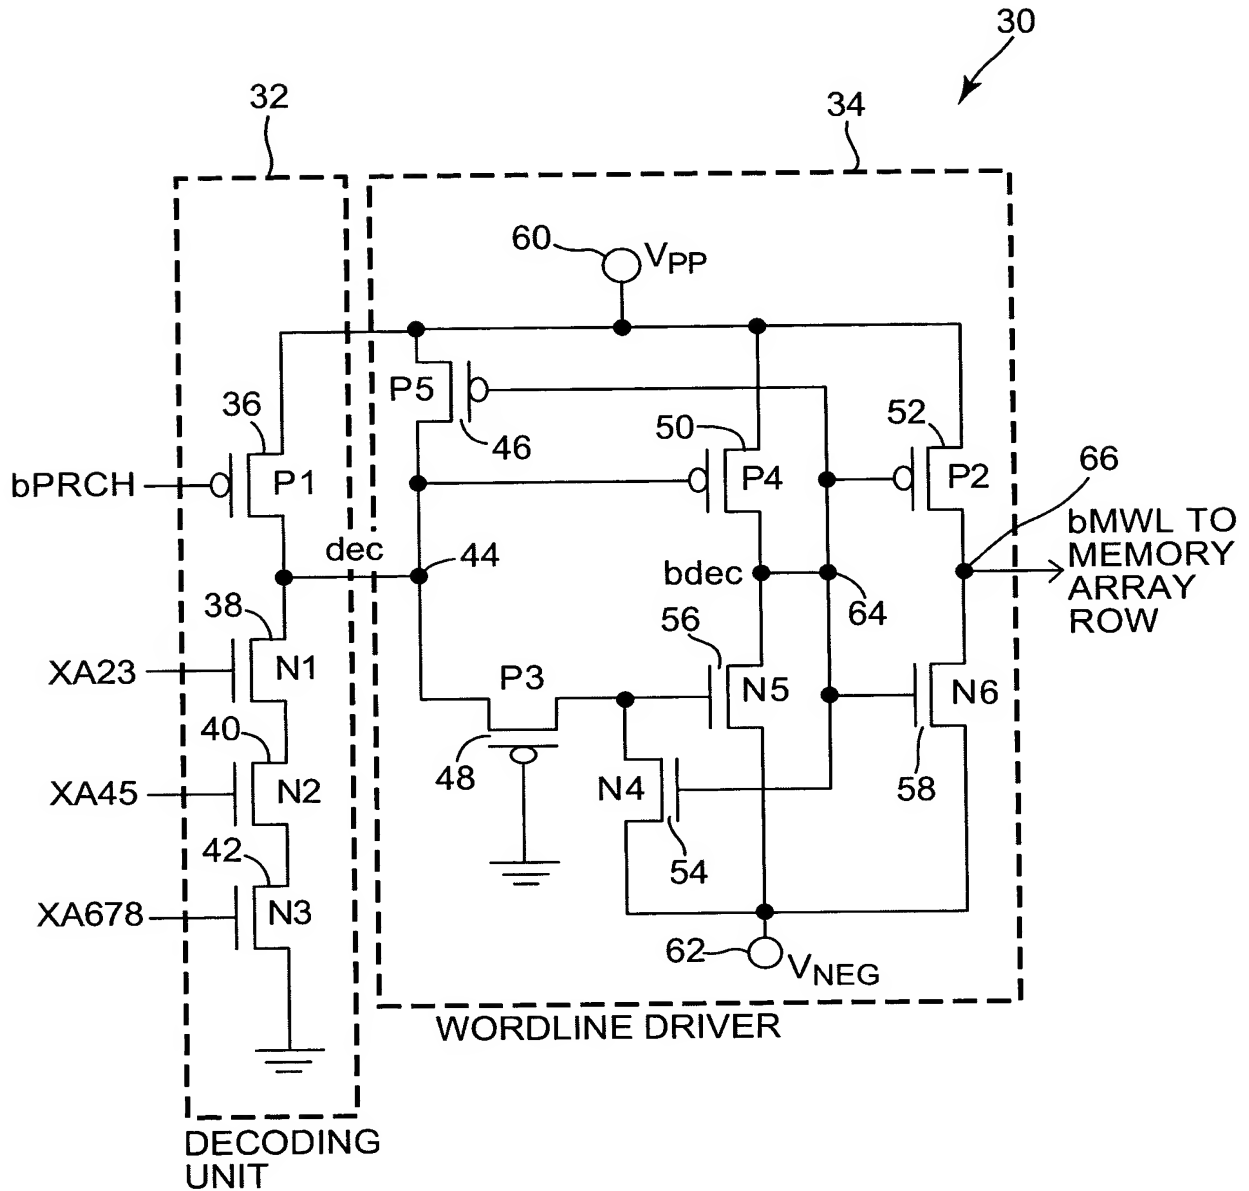 30
32
34
60
VPP
36
P5
46
50
52
bPRCH
P1
P4
P2
66
dec
44
bdec
64
bMWL TO
MEMORY
ARRAY
ROW
38
56
XA23
N1
P3
N5
N6
40
48
N4
58
XA45
N2
54
42
XA678
N3
62
VNEG
WORDLINE DRIVER
DECODING
UNIT